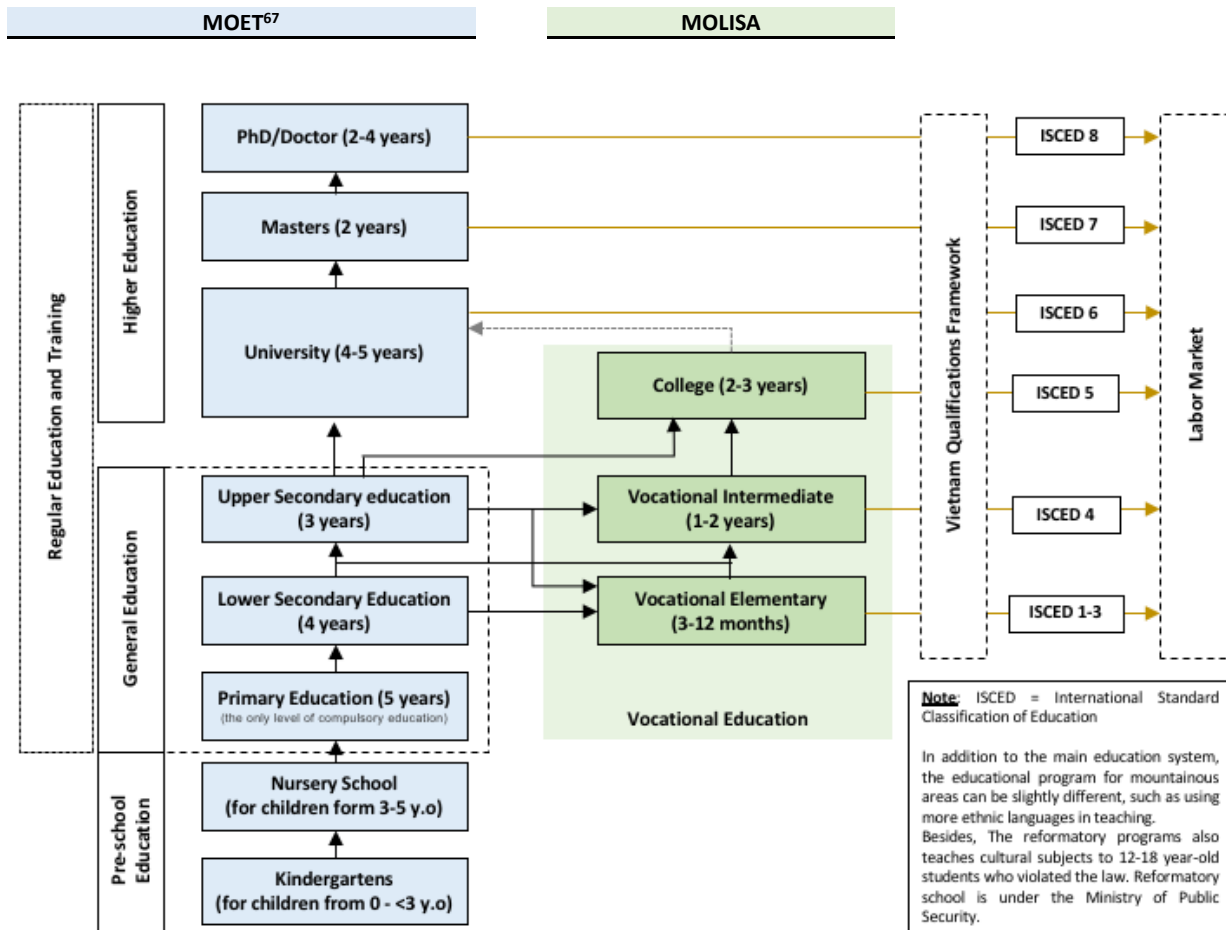 MOET67
MOLISA
Regular Education and Training
Higher Education
General Education
Pre-school
Education
PhD/Doctor (2-4 years)
Masters (2 years)
University (4-5 years)
Upper Secondary education
(3 years)
Lower Secondary Education
(4 years)
Primary Education (5 years)
(the only level of compulsory education)
Nursery School
(for children form 3-5 y.o)
Kindergartens
(for children from 0 - <3 y.o)
College (2-3 years)
Vocational Intermediate
(1-2 years)
Vocational Elementary
(3-12 months)
Vocational Education
Vietnam Qualifications Framework
ISCED 8
ISCED 7
ISCED 6
ISCED 5
ISCED 4
ISCED 1-3
Labor Market
Note: ISCED = International Standard
Classification of Education
In addition to the main education system,
the educational program for mountainous
areas can be slightly different, such as using
more ethnic languages in teaching.
Besides, The reformatory programs also
teaches cultural subjects to 12-18 year-old
students who violated the law. Reformatory
school is under the Ministry of Public
Security.